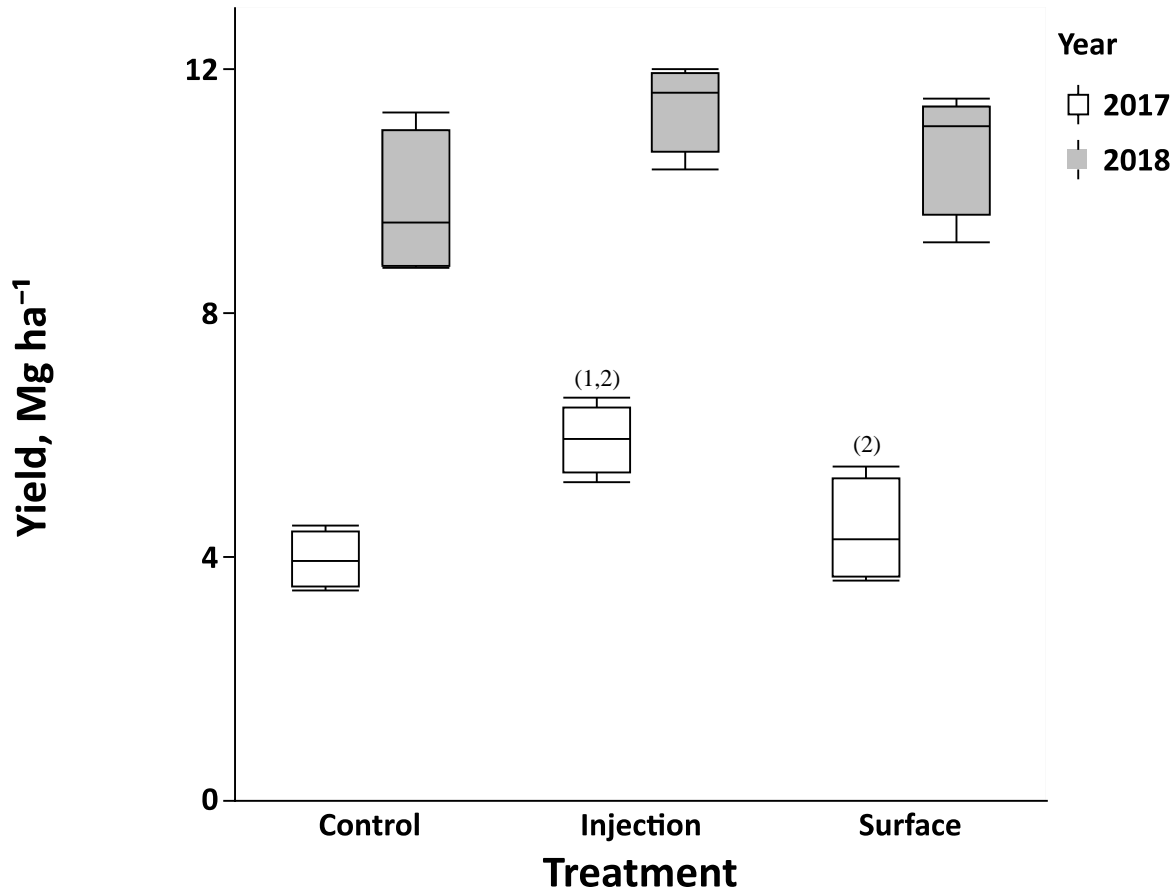 Yield, Mg ha⁻¹
12
8
4
0
(1,2)
(2)
Control Injection Surface
Treatment
Year
2017
2018